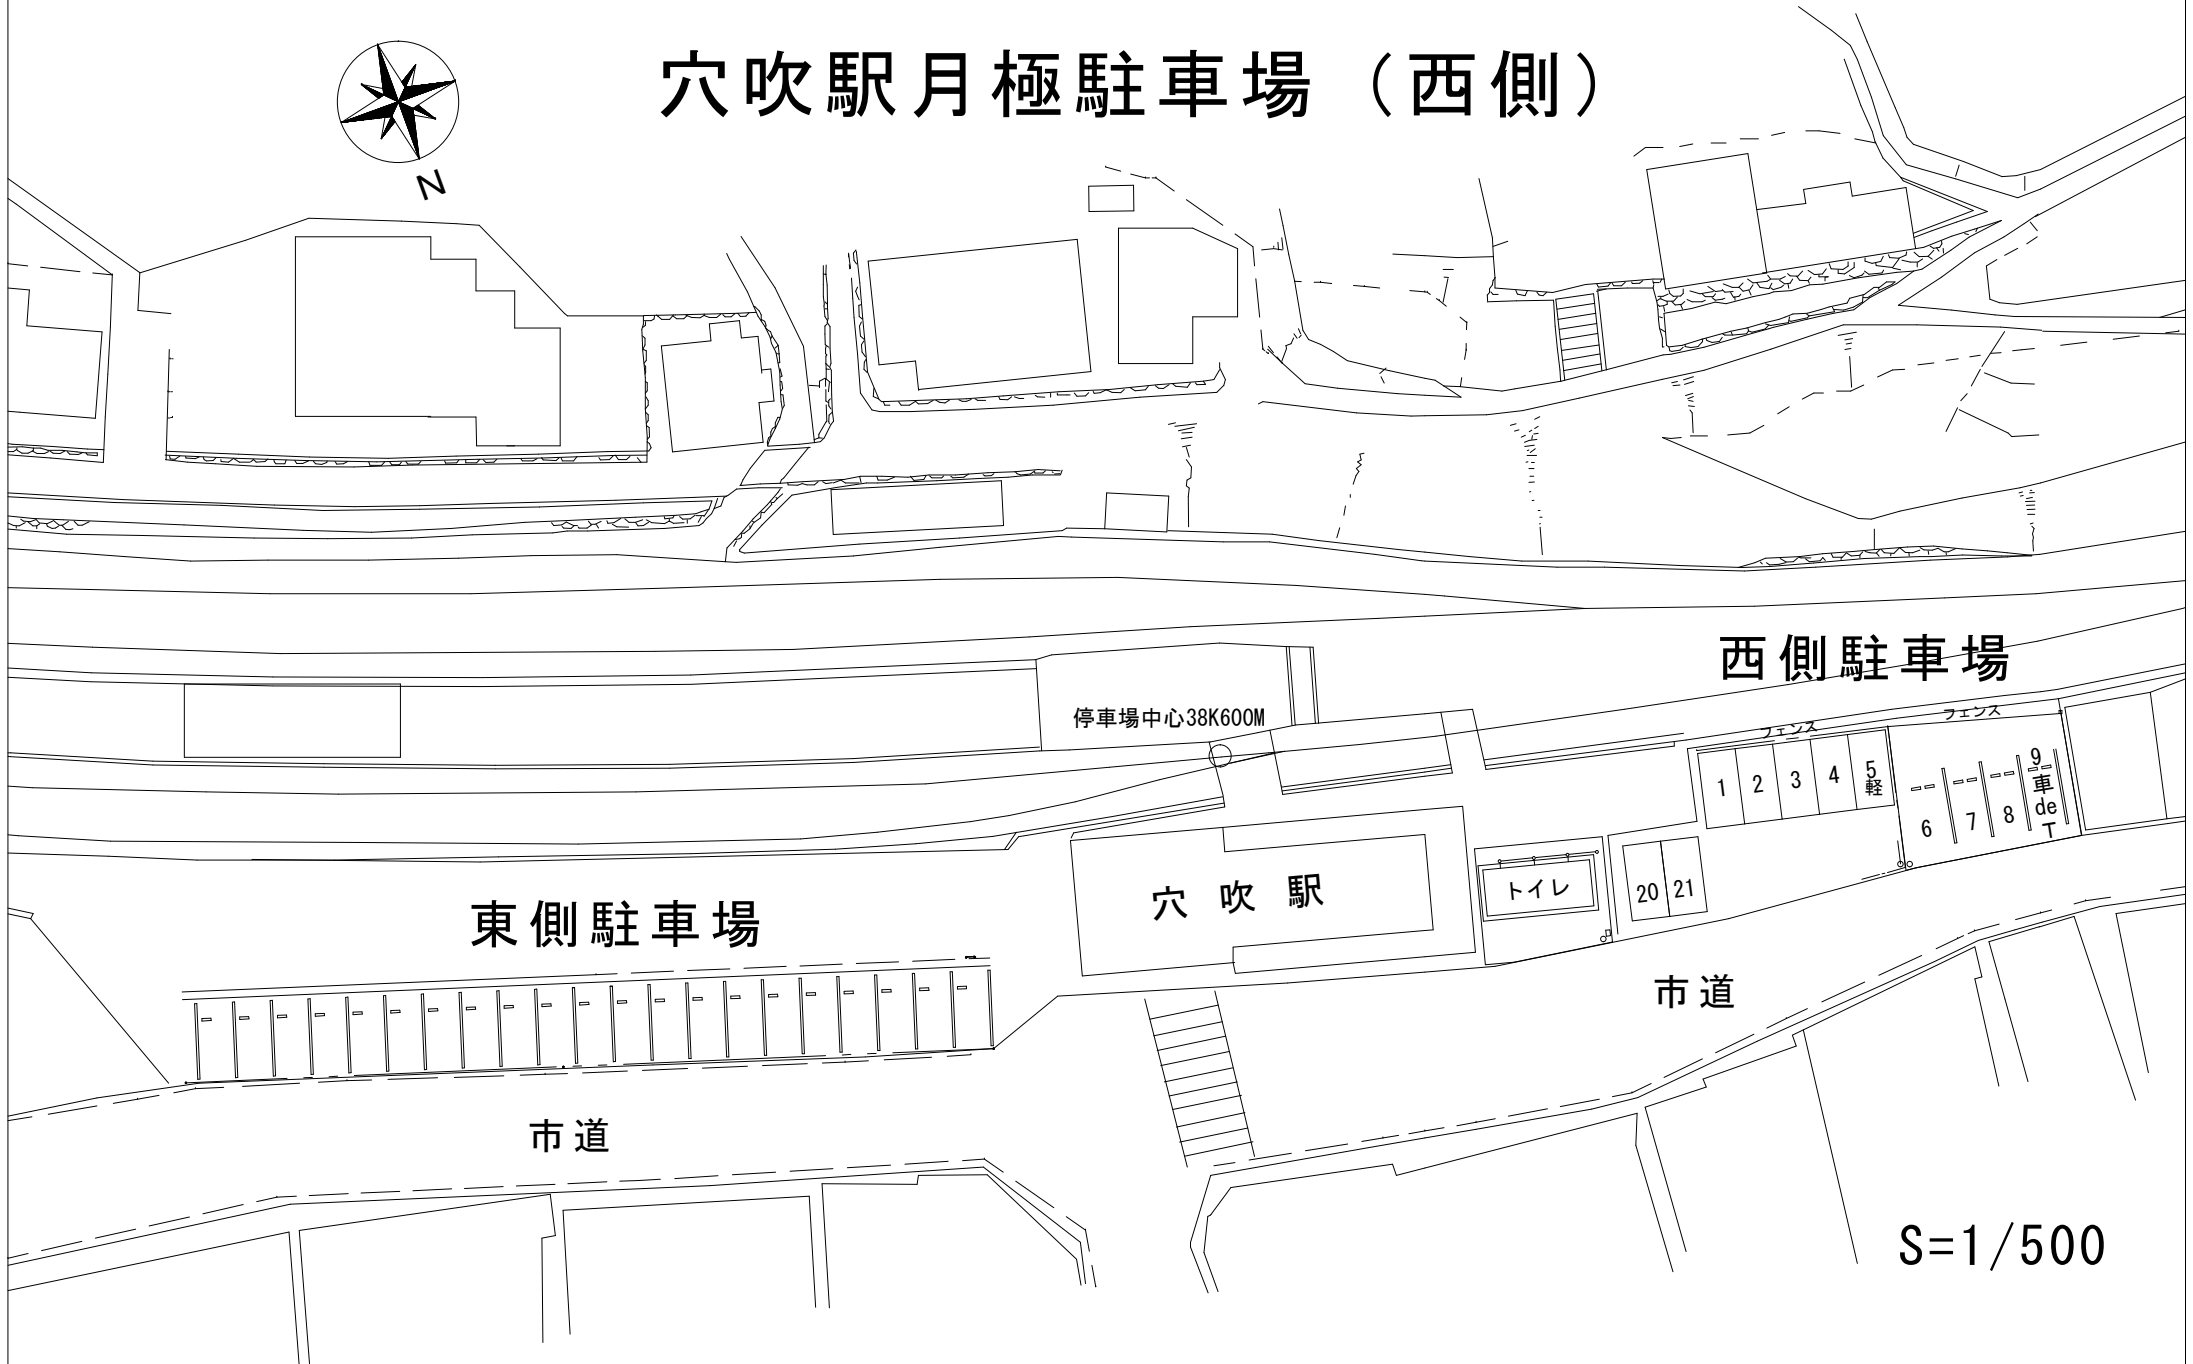 穴吹駅月極駐車場（西側）
N
西側駐車場
停車場中心38K600M
フェンス
フェンス
1
2
3
4
5
軽
6
7
8
9
車
de
T
20
21
トイレ
穴吹駅
東側駐車場
市道
市道
S=1/500